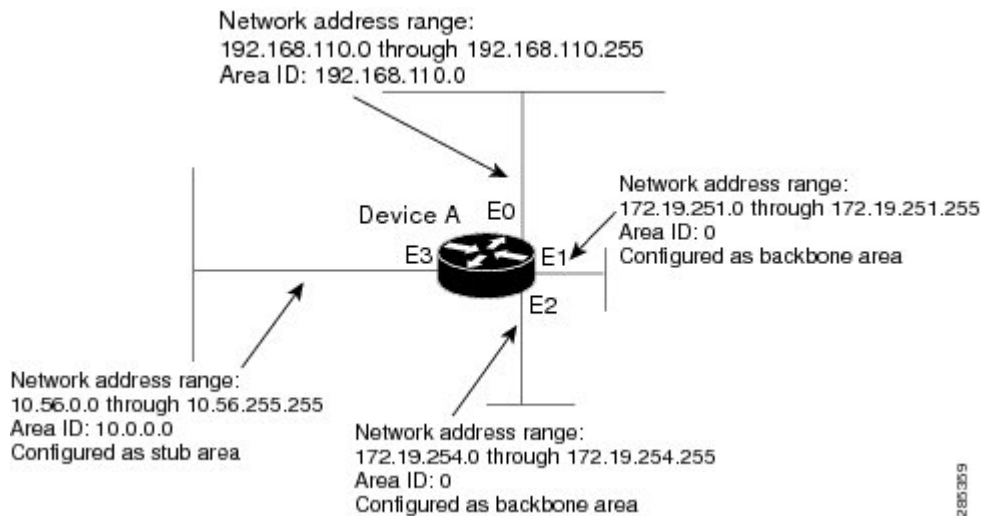 Network address range:
192.168.110.0 through 192.168.110.255
Area ID: 192.168.110.0
Network address range:
172.19.251.0 through 172.19.251.255
Area ID: 0
Configured as backbone area
Device A
E0
E3
E1
E2
Network address range:
10.56.0.0 through 10.56.255.255
Area ID: 10.0.0.0
Configured as stub area
Network address range:
172.19.254.0 through 172.19.254.255
Area ID: 0
Configured as backbone area
285359